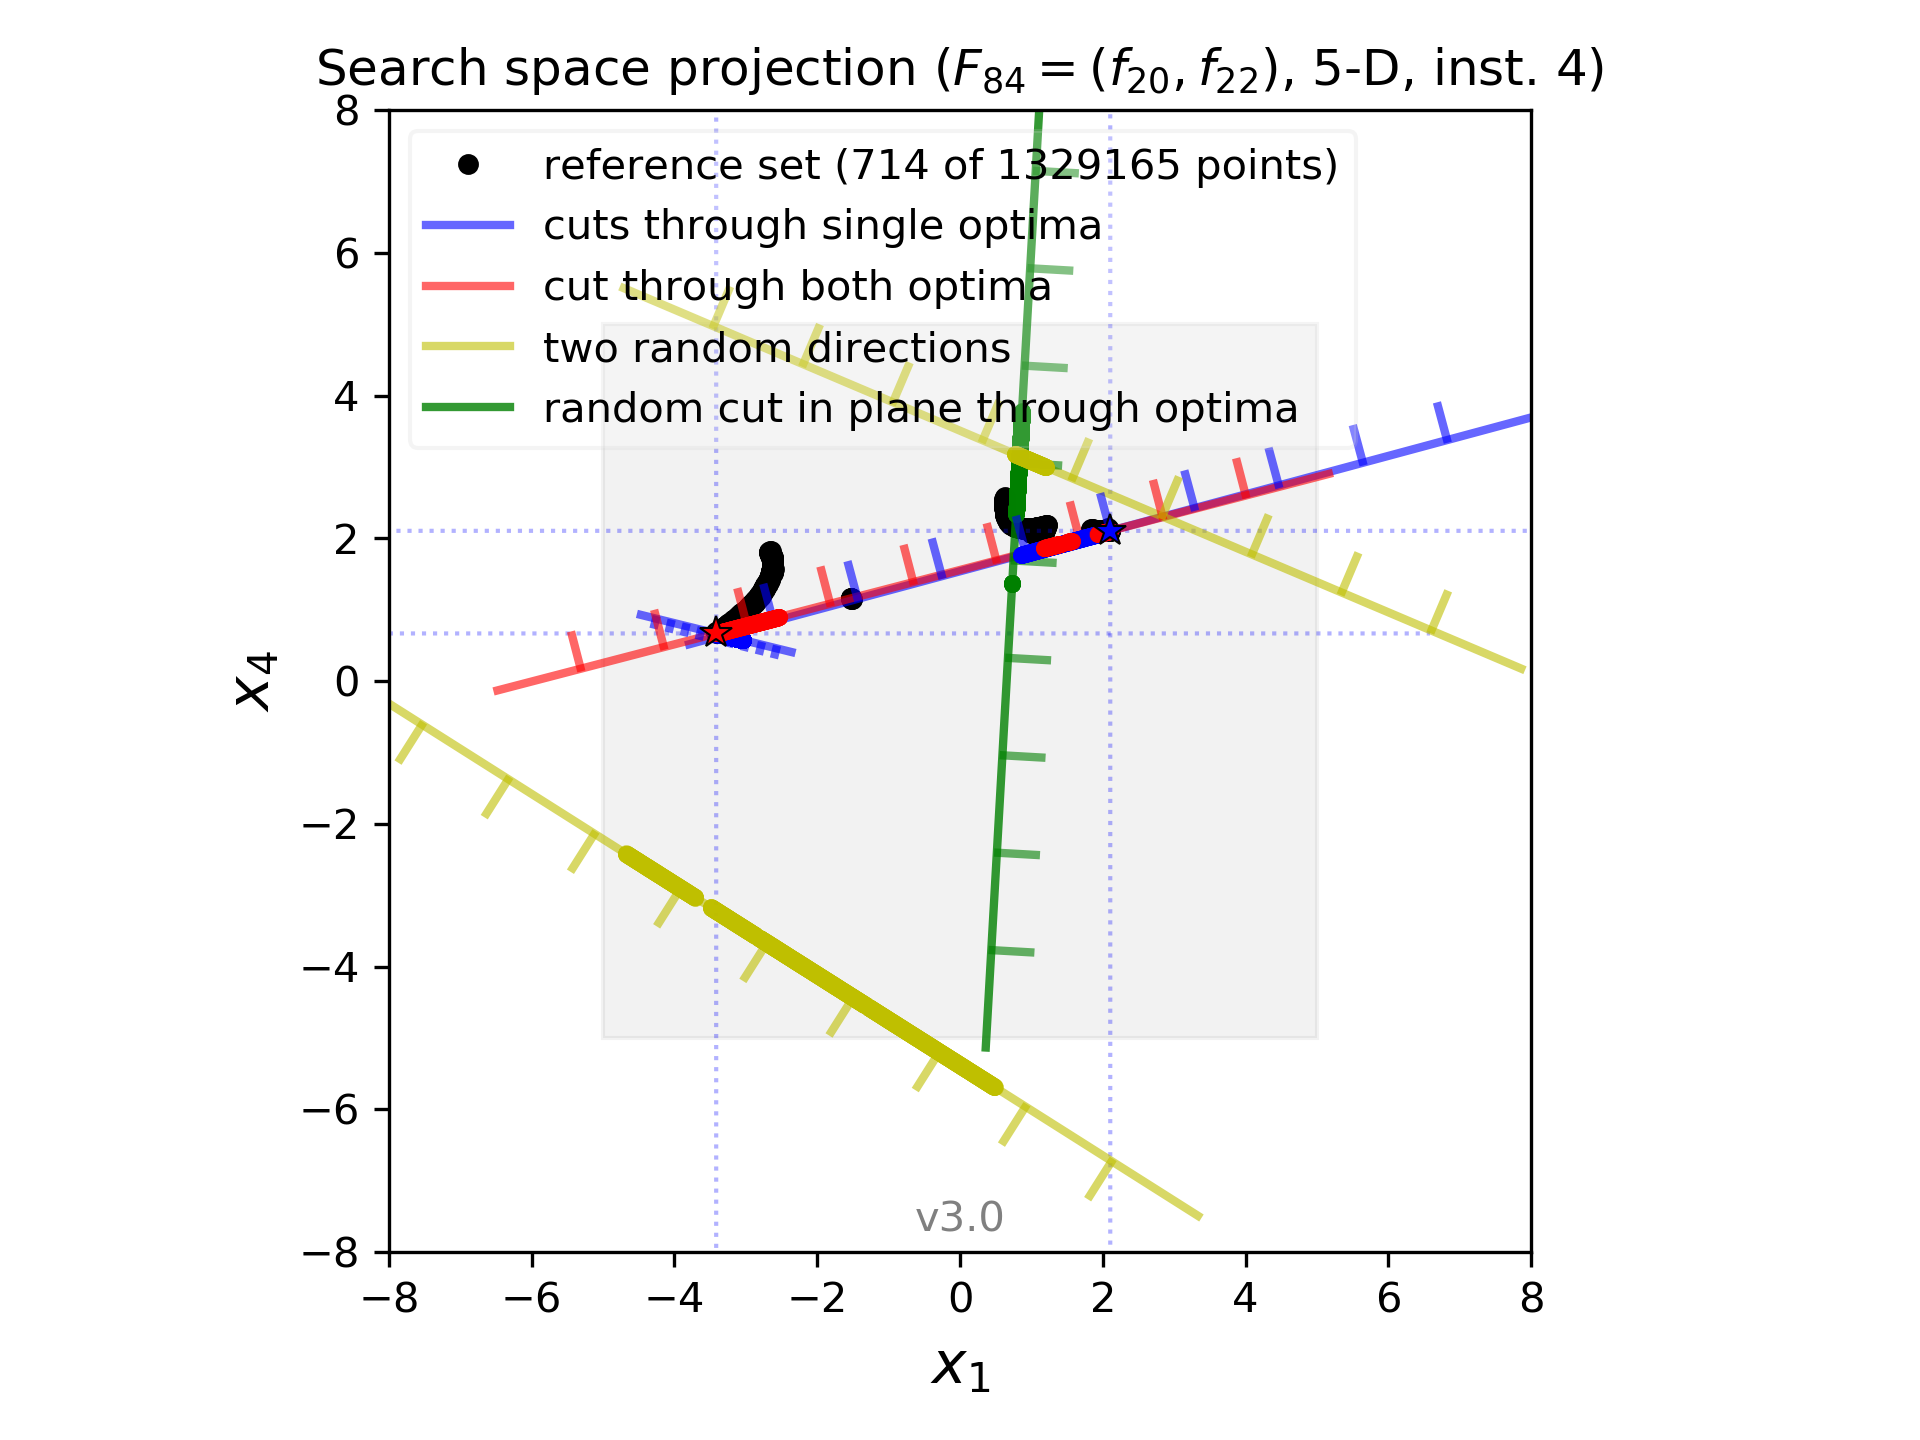 Search space projection (F₈₄ = (f₂₀, f₂₂), 5-D, inst. 4)
8
6
4
2
0
−2
−4
−6
−8
x₄
reference set (714 of 1329165 points)
cuts through single optima
cut through both optima
two random directions
random cut in plane through optima
v3.0
−8 −6 −4 −2 0 2 4 6 8
x₁